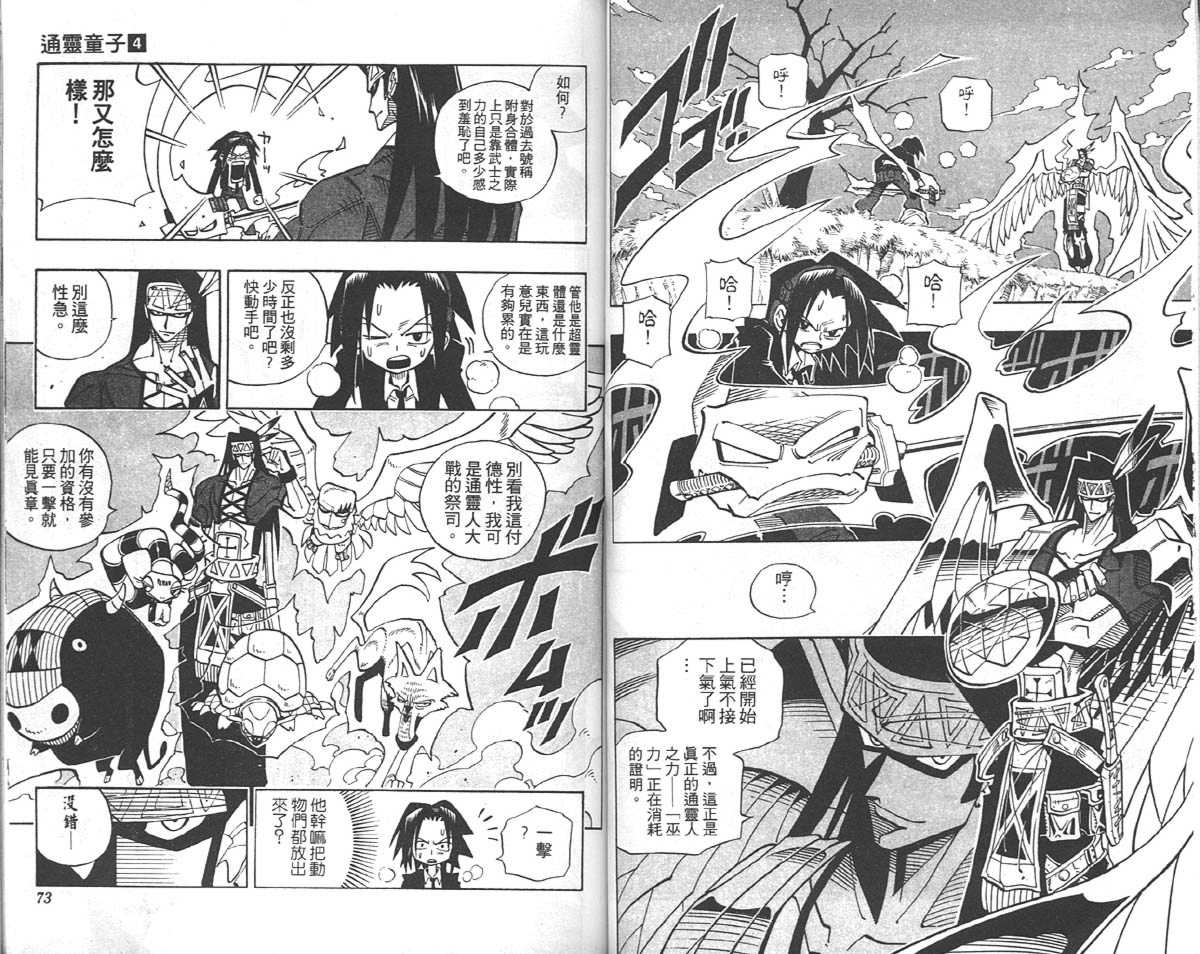 ゴゴゴ!!
呼！
呼！
哈！
哈！
哈！
哼…
已經開始
上氣不接
下氣了啊
…
不過，這正是
眞正的通靈人
之力——「巫
力」正在消耗
的證明。
通靈童子4
如何？
對於過去號稱
附身合體，實際
上只是靠武士之
力的自己多少感
到羞恥了吧。
那又怎麼
樣！
管他是超靈
體還是什麼
東西，這玩
意兒實在是
有夠累的。
反正也沒剩多
少時間了吧？
快動手吧。
別這麼
性急。
別看我這付
德性，我可
是通靈人大
戰的祭司。
你有沒有參
加的資格，
只要一擊就
能見眞章。
一擊
？
他幹嘛把動
物們都放出
來了？
沒錯——
73